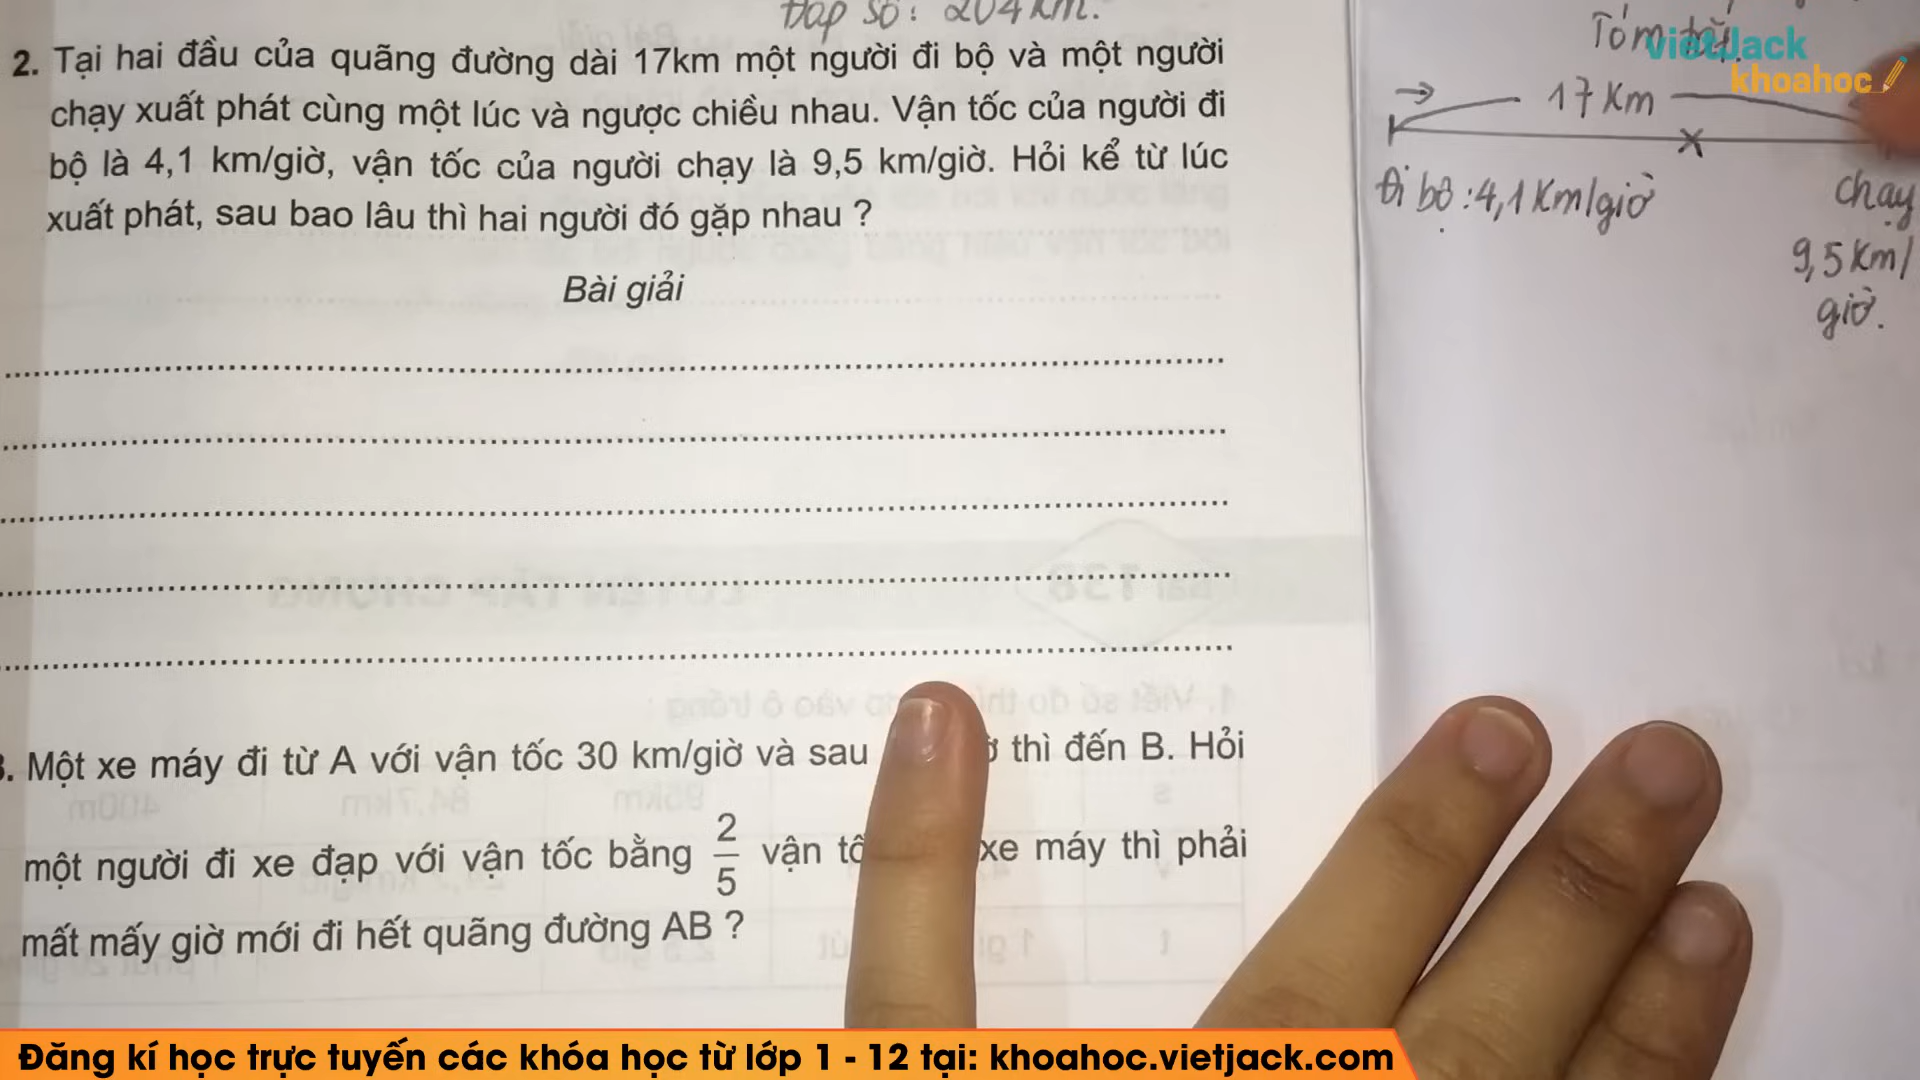 Đáp số: 204 km.
2. Tại hai đầu của quãng đường dài 17km một người đi bộ và một người
chạy xuất phát cùng một lúc và ngược chiều nhau. Vận tốc của người đi
bộ là 4,1 km/giờ, vận tốc của người chạy là 9,5 km/giờ. Hỏi kể từ lúc
xuất phát, sau bao lâu thì hai người đó gặp nhau ?
Bài giải
3. Một xe máy đi từ A với vận tốc 30 km/giờ và sau thì đến B. Hỏi
một người đi xe đạp với vận tốc bằng 2/5 vận xe máy thì phải
mất mấy giờ mới đi hết quãng đường AB ?
Tóm tắt
vietJack
khoahoc
17 Km
Đi bộ : 4,1 Km/giờ
chạy
9,5 Km/
giờ.
Đăng kí học trực tuyến các khóa học từ lớp 1 - 12 tại: khoahoc.vietjack.com